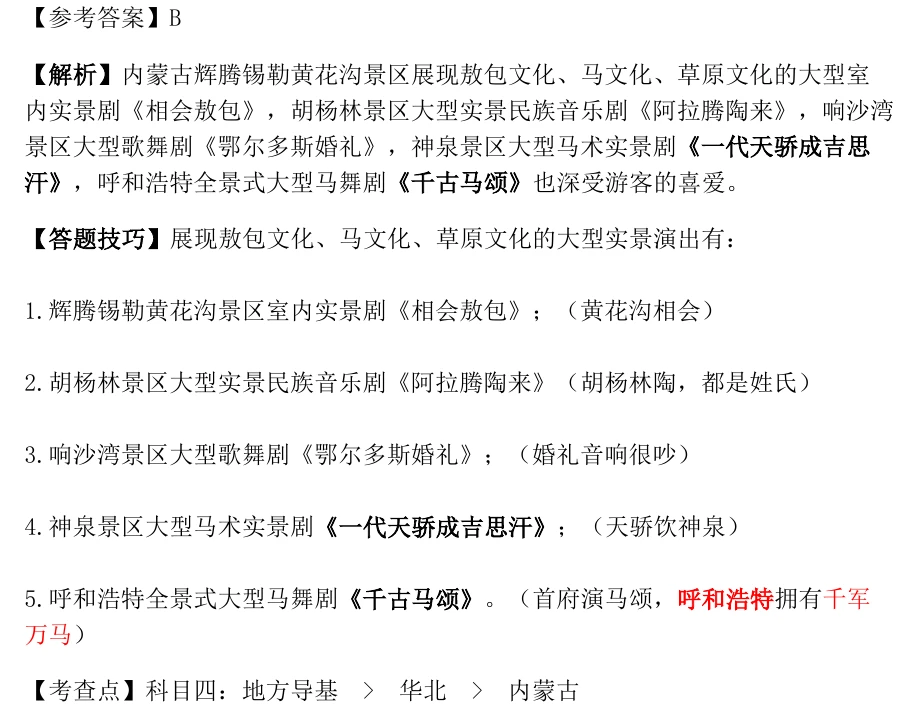 【参考答案】B
【解析】内蒙古辉腾锡勒黄花沟景区展现敖包文化、马文化、草原文化的大型室
内实景剧《相会敖包》，胡杨林景区大型实景民族音乐剧《阿拉腾陶来》，响沙湾
景区大型歌舞剧《鄂尔多斯婚礼》，神泉景区大型马术实景剧《一代天骄成吉思
汗》，呼和浩特全景式大型马舞剧《千古马颂》也深受游客的喜爱。
【答题技巧】展现敖包文化、马文化、草原文化的大型实景演出有：
1.辉腾锡勒黄花沟景区室内实景剧《相会敖包》；（黄花沟相会）
2.胡杨林景区大型实景民族音乐剧《阿拉腾陶来》（胡杨林陶，都是姓氏）
3.响沙湾景区大型歌舞剧《鄂尔多斯婚礼》；（婚礼音响很吵）
4.神泉景区大型马术实景剧《一代天骄成吉思汗》；（天骄饮神泉）
5.呼和浩特全景式大型马舞剧《千古马颂》。（首府演马颂，呼和浩特拥有千军
万马）
【考查点】科目四：地方导基 > 华北 > 内蒙古